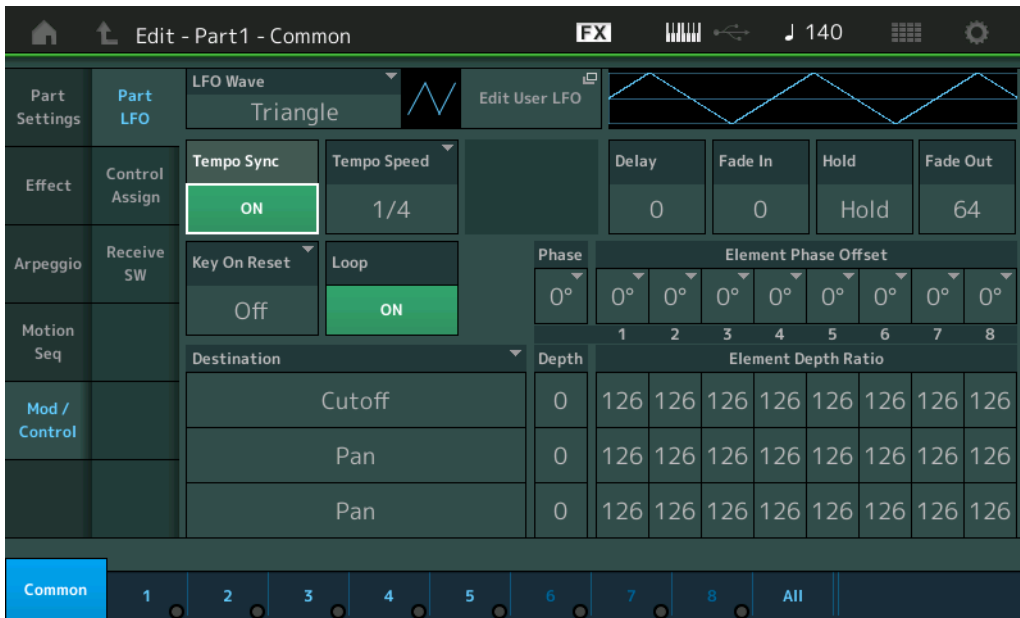 Edit - Part1 - Common
FX
♩ 140
Part Settings
Part LFO
LFO Wave
Triangle
Edit User LFO
Effect
Control Assign
Tempo Sync
ON
Tempo Speed
1/4
Delay
0
Fade In
0
Hold
Hold
Fade Out
64
Arpeggio
Receive SW
Key On Reset
Off
Loop
ON
Phase
0°
Element Phase Offset
0° 0° 0° 0° 0° 0° 0° 0°
1 2 3 4 5 6 7 8
Motion Seq
Mod / Control
Destination
Depth
Element Depth Ratio
Cutoff
0
126 126 126 126 126 126 126 126
Pan
0
126 126 126 126 126 126 126 126
Pan
0
126 126 126 126 126 126 126 126
Common
1 2 3 4 5 6 7 8 All